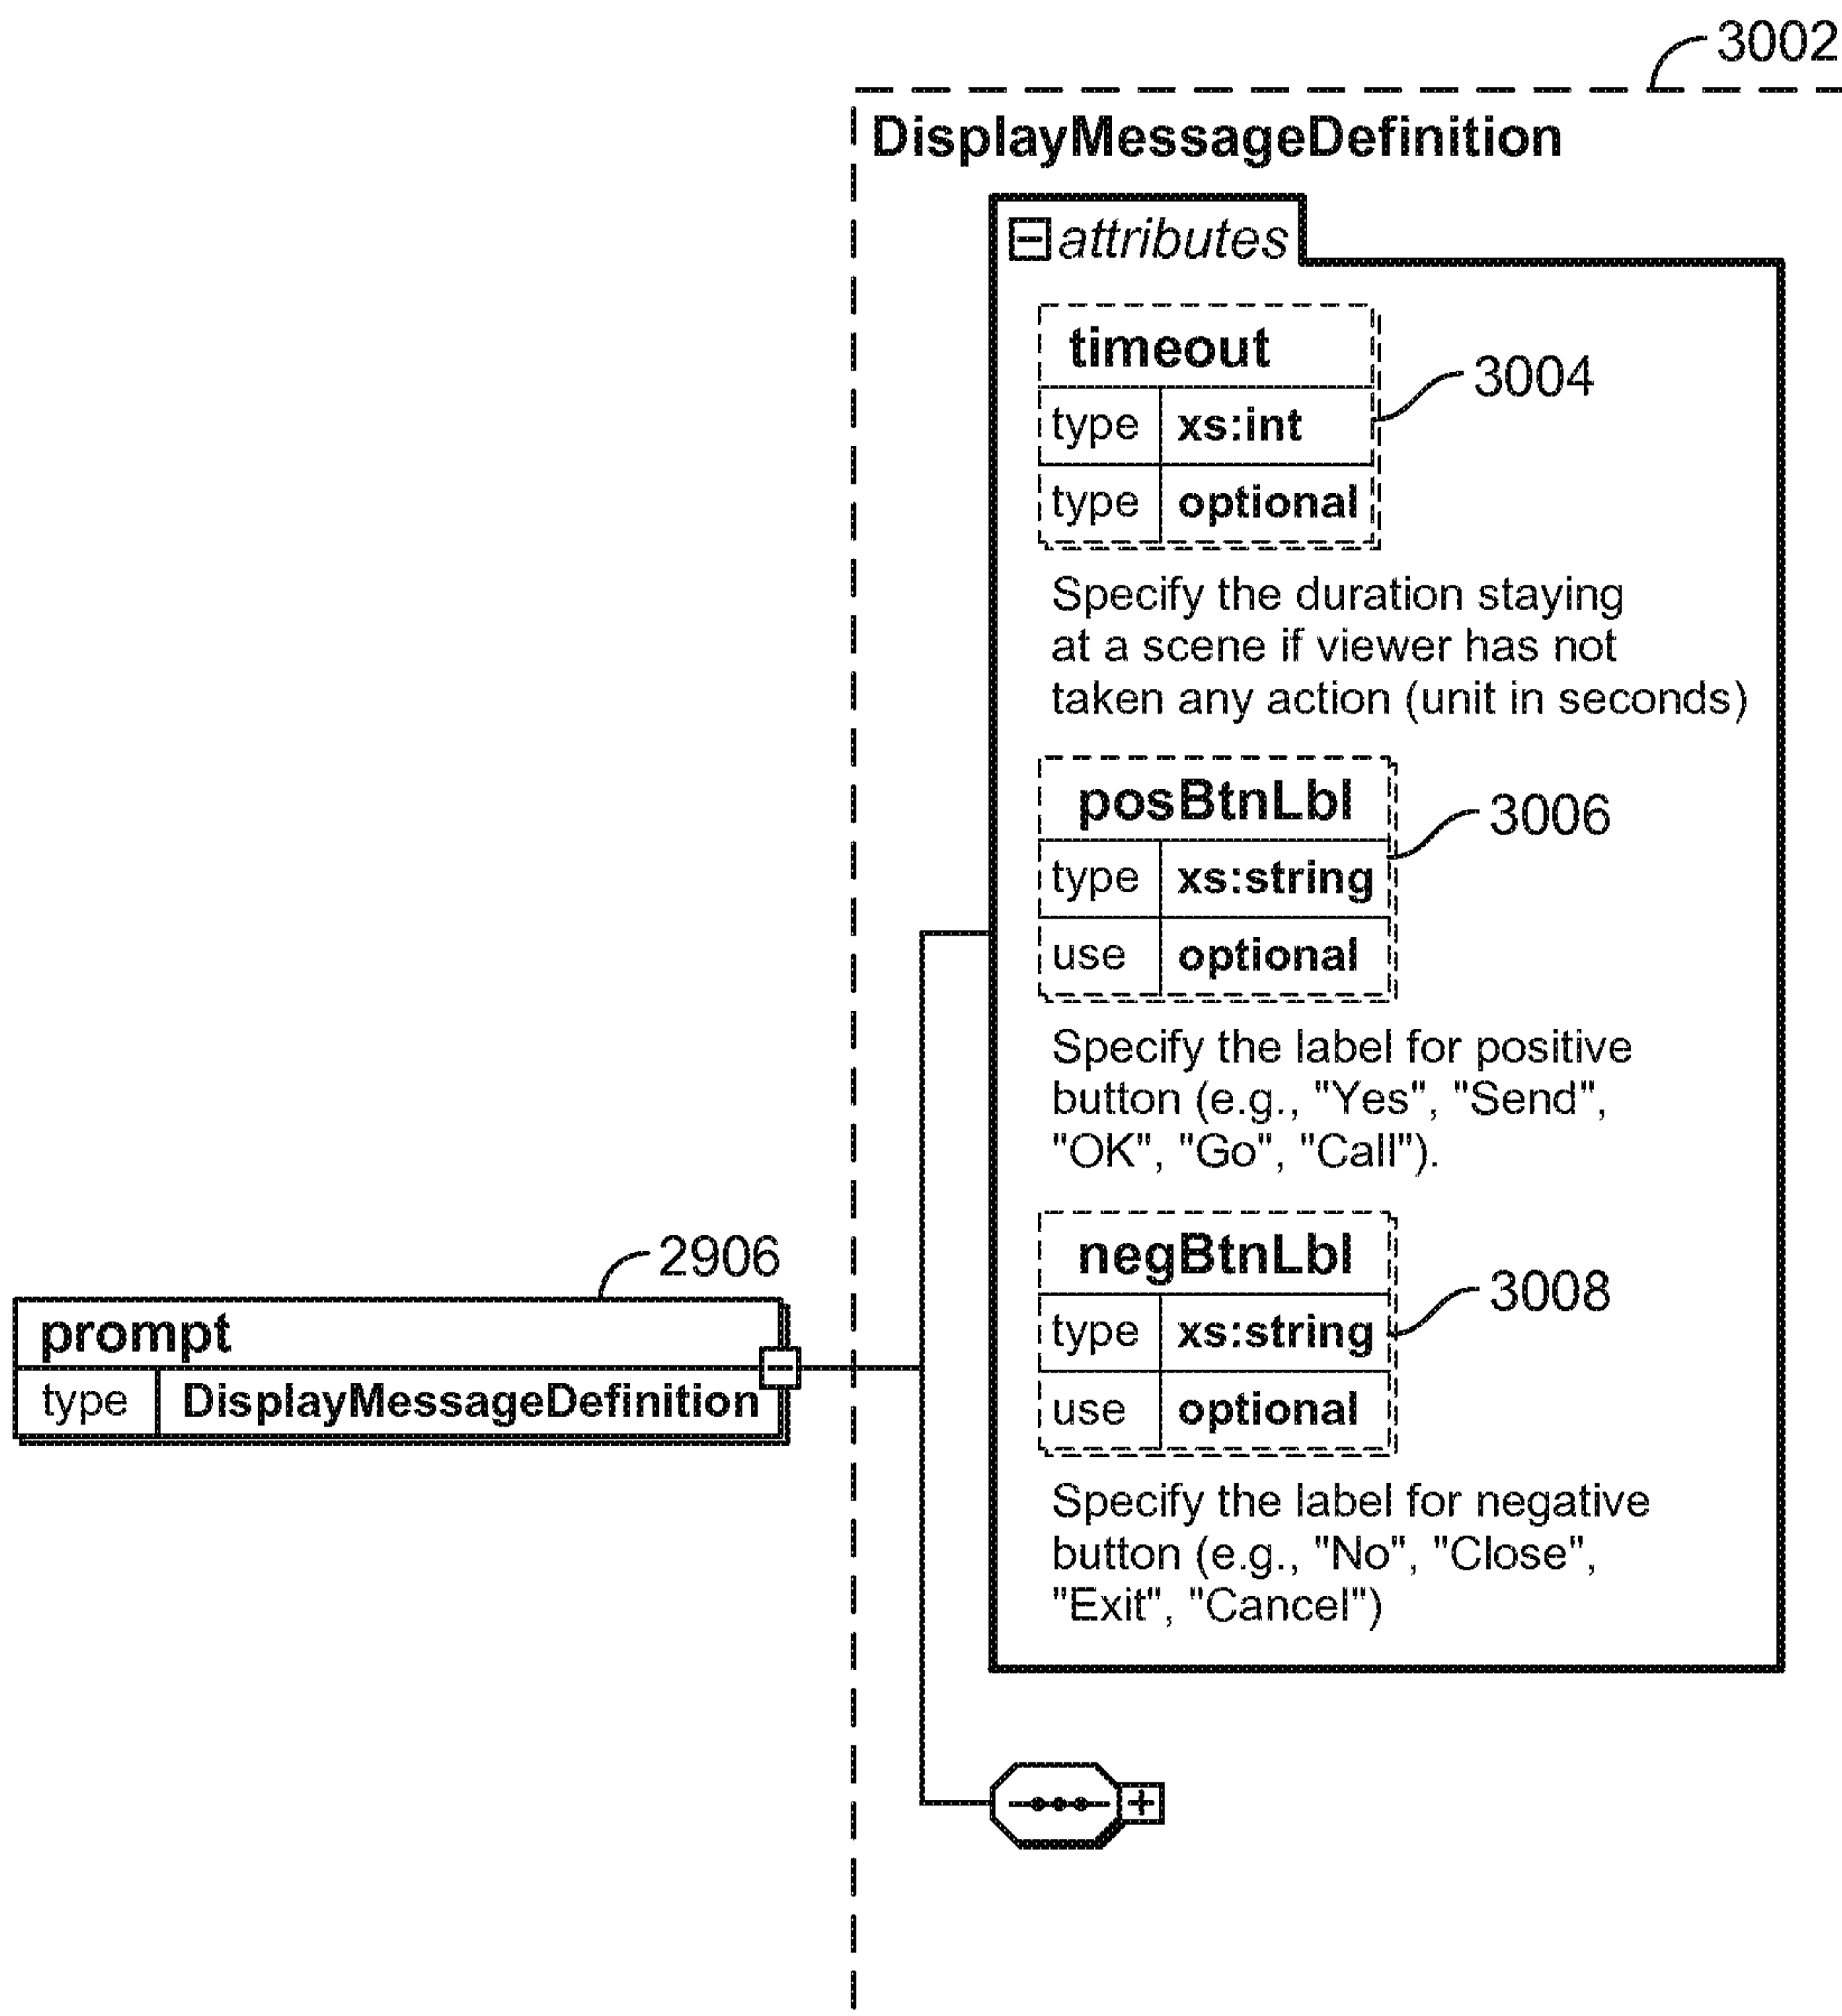 3002
DisplayMessageDefinition
attributes
timeout
3004
type xs:int
type optional
Specify the duration staying
at a scene if viewer has not
taken any action (unit in seconds)
posBtnLbl
3006
type xs:string
use optional
Specify the label for positive
button (e.g., "Yes", "Send",
"OK", "Go", "Call").
negBtnLbl
3008
type xs:string
use optional
Specify the label for negative
button (e.g., "No", "Close",
"Exit", "Cancel")
2906
prompt
type DisplayMessageDefinition